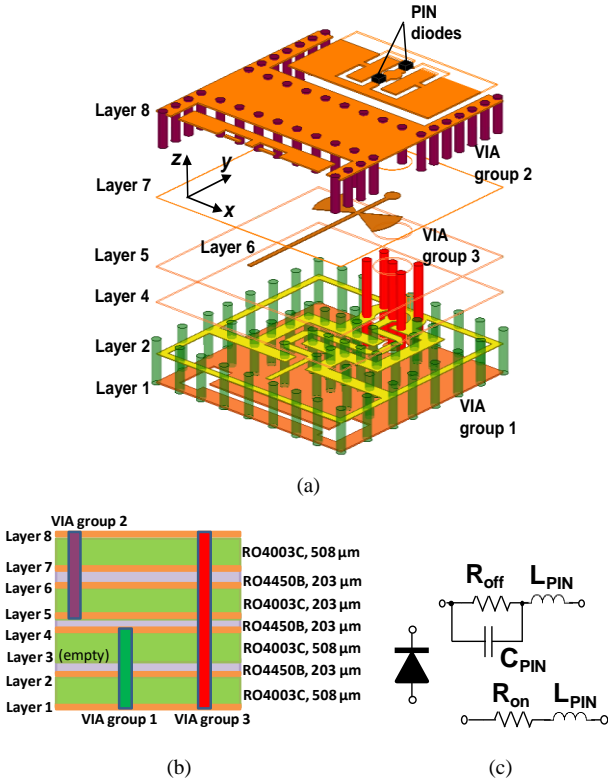 PIN
diodes
Layer 8
VIA
group 2
z
y
x
Layer 7
Layer 6
VIA
group 3
Layer 5
Layer 4
Layer 2
Layer 1
VIA
group 1
(a)
VIA group 2
Layer 8
RO4003C, 508 µm
Layer 7
RO4450B, 203 µm
Layer 6
RO4003C, 203 µm
Layer 5
RO4450B, 203 µm
Layer 4
RO4003C, 508 µm
Layer 3 (empty)
RO4450B, 203 µm
Layer 2
RO4003C, 508 µm
Layer 1
VIA group 1 VIA group 3
(b)
Roff LPIN
CPIN
Ron LPIN
(c)